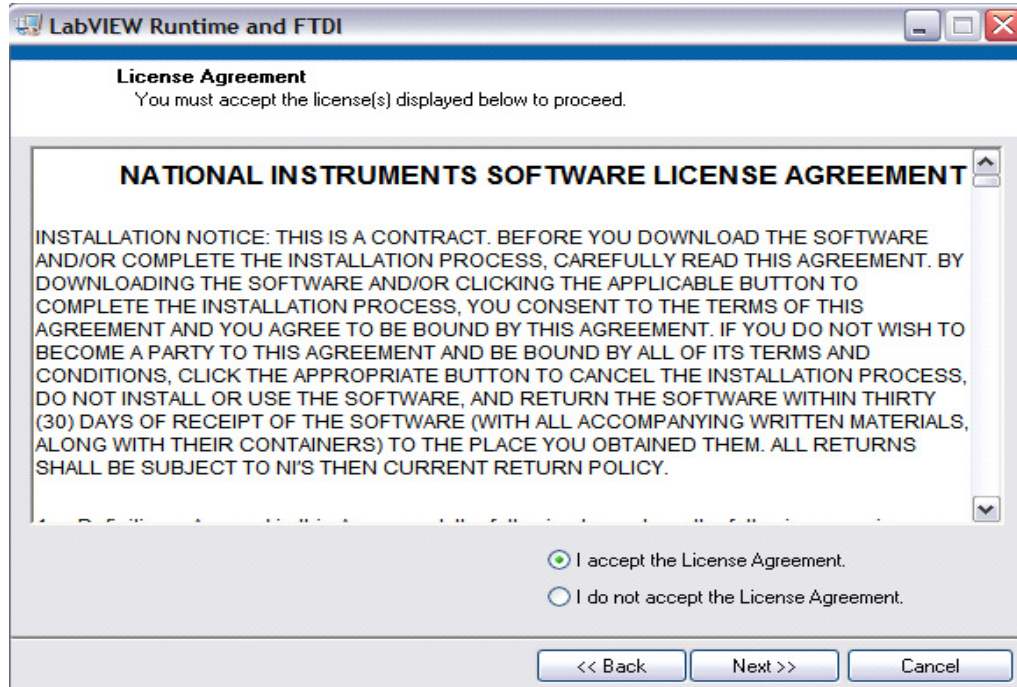 LabVIEW Runtime and FTDI
License Agreement
You must accept the license(s) displayed below to proceed.
NATIONAL INSTRUMENTS SOFTWARE LICENSE AGREEMENT
INSTALLATION NOTICE: THIS IS A CONTRACT. BEFORE YOU DOWNLOAD THE SOFTWARE
AND/OR COMPLETE THE INSTALLATION PROCESS, CAREFULLY READ THIS AGREEMENT. BY
DOWNLOADING THE SOFTWARE AND/OR CLICKING THE APPLICABLE BUTTON TO
COMPLETE THE INSTALLATION PROCESS, YOU CONSENT TO THE TERMS OF THIS
AGREEMENT AND YOU AGREE TO BE BOUND BY THIS AGREEMENT. IF YOU DO NOT WISH TO
BECOME A PARTY TO THIS AGREEMENT AND BE BOUND BY ALL OF ITS TERMS AND
CONDITIONS, CLICK THE APPROPRIATE BUTTON TO CANCEL THE INSTALLATION PROCESS,
DO NOT INSTALL OR USE THE SOFTWARE, AND RETURN THE SOFTWARE WITHIN THIRTY
(30) DAYS OF RECEIPT OF THE SOFTWARE (WITH ALL ACCOMPANYING WRITTEN MATERIALS,
ALONG WITH THEIR CONTAINERS) TO THE PLACE YOU OBTAINED THEM. ALL RETURNS
SHALL BE SUBJECT TO NI'S THEN CURRENT RETURN POLICY.
I accept the License Agreement.
I do not accept the License Agreement.
<< Back
Next >>
Cancel